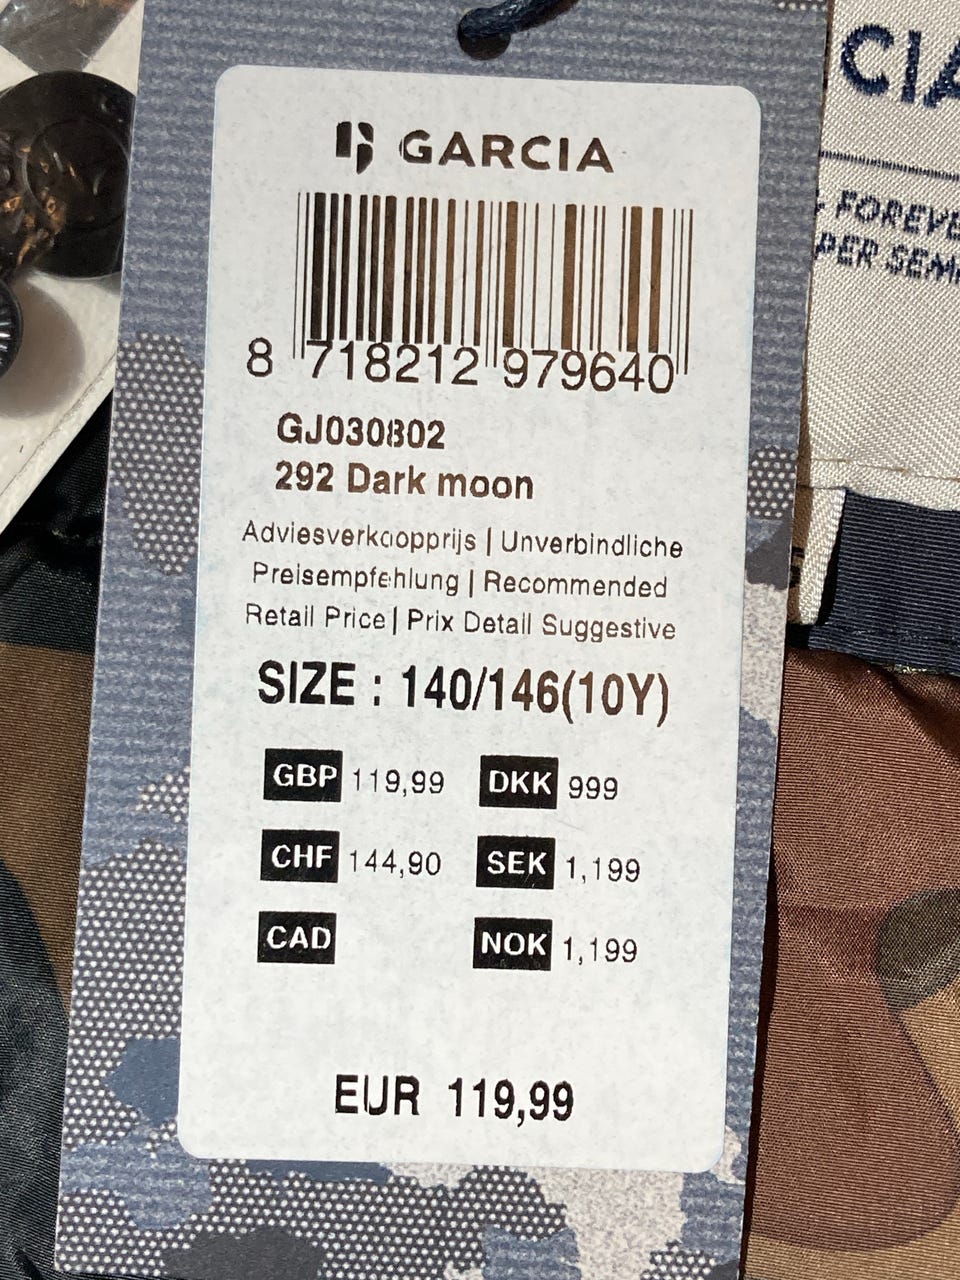 GARCIA
8 718212 979640
GJ030802
292 Dark moon
Adviesverkoopprijs | Unverbindliche
Preisempfehlung | Recommended
Retail Price | Prix Detail Suggestive
SIZE : 140/146(10Y)
GBP 119,99 DKK 999
CHF 144,90 SEK 1,199
CAD NOK 1,199
EUR 119,99
CIA
FOREVE
PER SEM